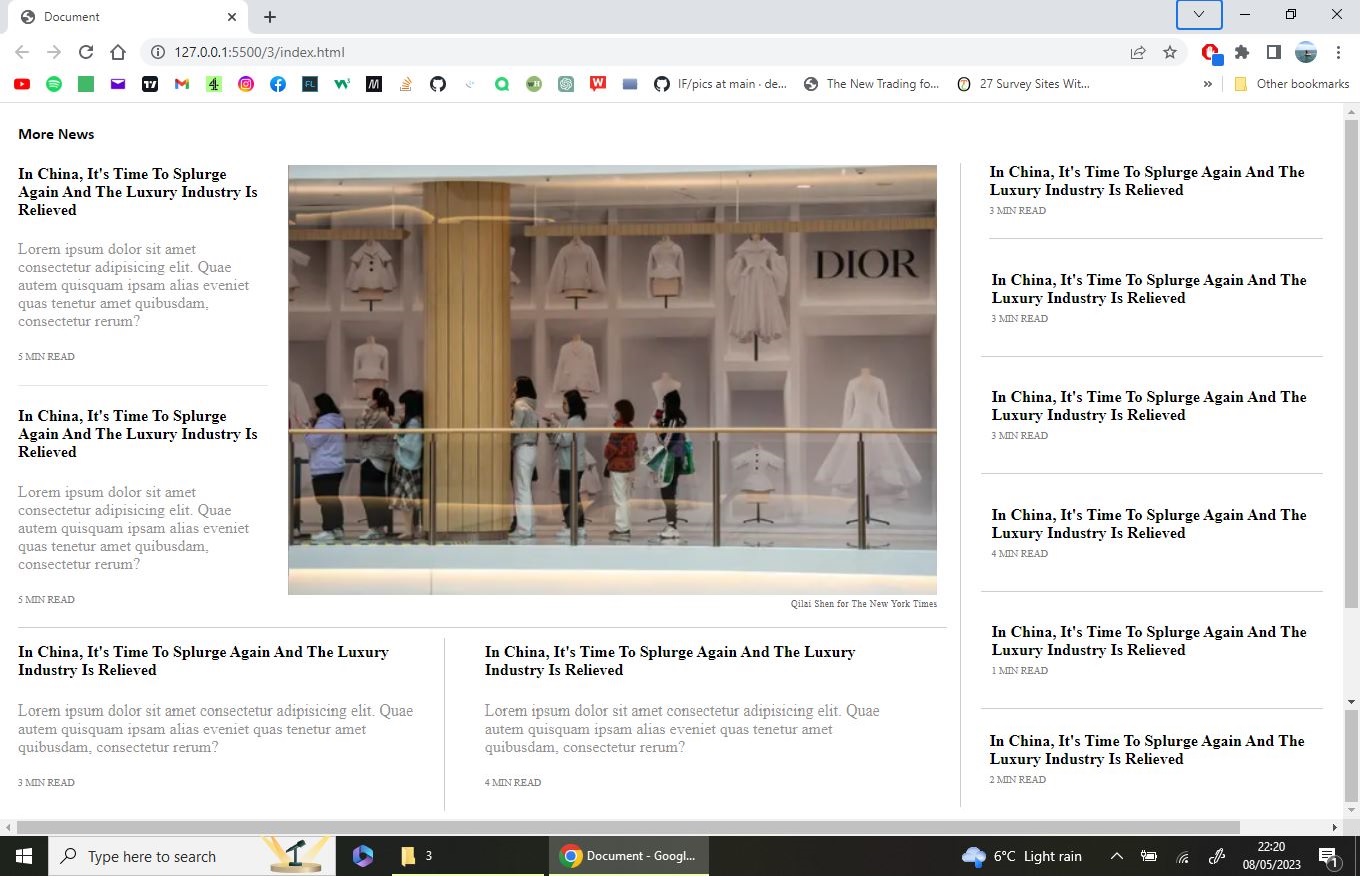 Document
127.0.0.1:5500/3/index.html
IF/pics at main · de...
The New Trading fo...
27 Survey Sites Wit...
»
Other bookmarks
More News
In China, It's Time To Splurge
Again And The Luxury Industry Is
Relieved
Lorem ipsum dolor sit amet
consectetur adipisicing elit. Quae
autem quisquam ipsam alias eveniet
quas tenetur amet quibusdam,
consectetur rerum?
5 MIN READ
In China, It's Time To Splurge
Again And The Luxury Industry Is
Relieved
Lorem ipsum dolor sit amet
consectetur adipisicing elit. Quae
autem quisquam ipsam alias eveniet
quas tenetur amet quibusdam,
consectetur rerum?
5 MIN READ
DIOR
Qilai Shen for The New York Times
In China, It's Time To Splurge Again And The Luxury
Industry Is Relieved
Lorem ipsum dolor sit amet consectetur adipisicing elit. Quae
autem quisquam ipsam alias eveniet quas tenetur amet
quibusdam, consectetur rerum?
3 MIN READ
In China, It's Time To Splurge Again And The Luxury
Industry Is Relieved
Lorem ipsum dolor sit amet consectetur adipisicing elit. Quae
autem quisquam ipsam alias eveniet quas tenetur amet
quibusdam, consectetur rerum?
4 MIN READ
In China, It's Time To Splurge Again And The
Luxury Industry Is Relieved
3 MIN READ
In China, It's Time To Splurge Again And The
Luxury Industry Is Relieved
3 MIN READ
In China, It's Time To Splurge Again And The
Luxury Industry Is Relieved
3 MIN READ
In China, It's Time To Splurge Again And The
Luxury Industry Is Relieved
4 MIN READ
In China, It's Time To Splurge Again And The
Luxury Industry Is Relieved
1 MIN READ
In China, It's Time To Splurge Again And The
Luxury Industry Is Relieved
2 MIN READ
Type here to search
3
Document - Googl...
6°C Light rain
22:20
08/05/2023
1